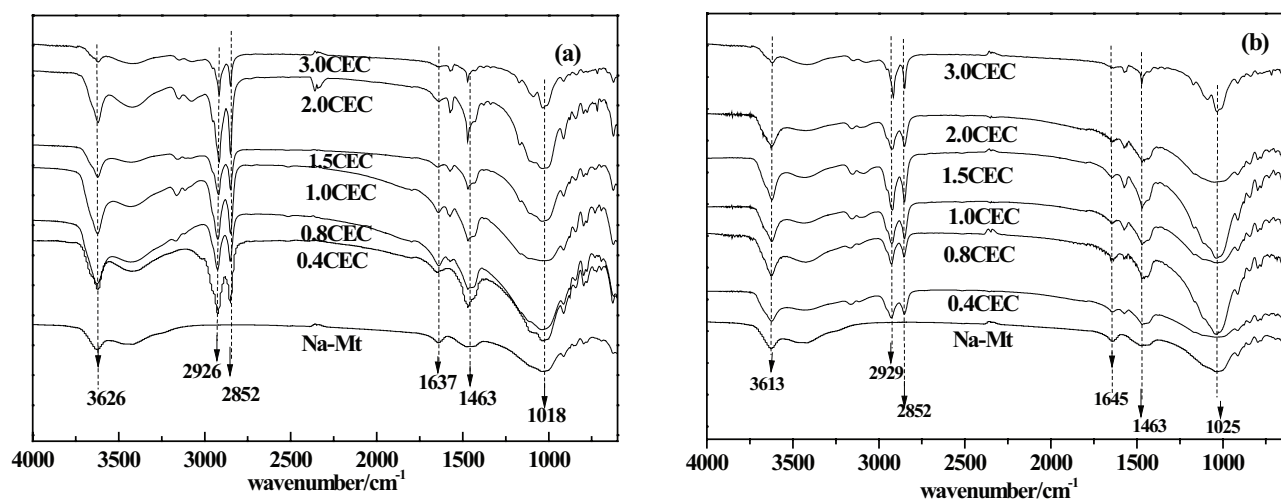 (a)
3.0CEC
2.0CEC
1.5CEC
1.0CEC
0.8CEC
0.4CEC
Na-Mt
3626
2926
2852
1637
1463
1018
4000 3500 3000 2500 2000 1500 1000
wavenumber/cm⁻¹
(b)
3.0CEC
2.0CEC
1.5CEC
1.0CEC
0.8CEC
0.4CEC
Na-Mt
3613
2929
2852
1645
1463
1025
4000 3500 3000 2500 2000 1500 1000
wavenumber/cm⁻¹